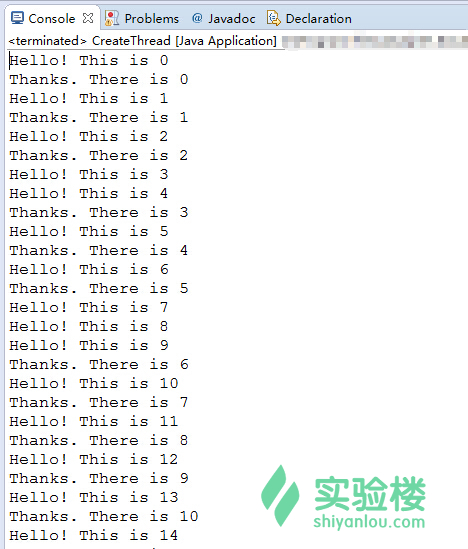 Console Problems @ Javadoc Declaration
<terminated> CreateThread [Java Application]
Hello! This is 0
Thanks. There is 0
Hello! This is 1
Thanks. There is 1
Hello! This is 2
Thanks. There is 2
Hello! This is 3
Hello! This is 4
Thanks. There is 3
Hello! This is 5
Thanks. There is 4
Hello! This is 6
Thanks. There is 5
Hello! This is 7
Hello! This is 8
Hello! This is 9
Thanks. There is 6
Hello! This is 10
Thanks. There is 7
Hello! This is 11
Thanks. There is 8
Hello! This is 12
Thanks. There is 9
Hello! This is 13
Thanks. There is 10
Hello! This is 14
实验楼
shiyanlou.com